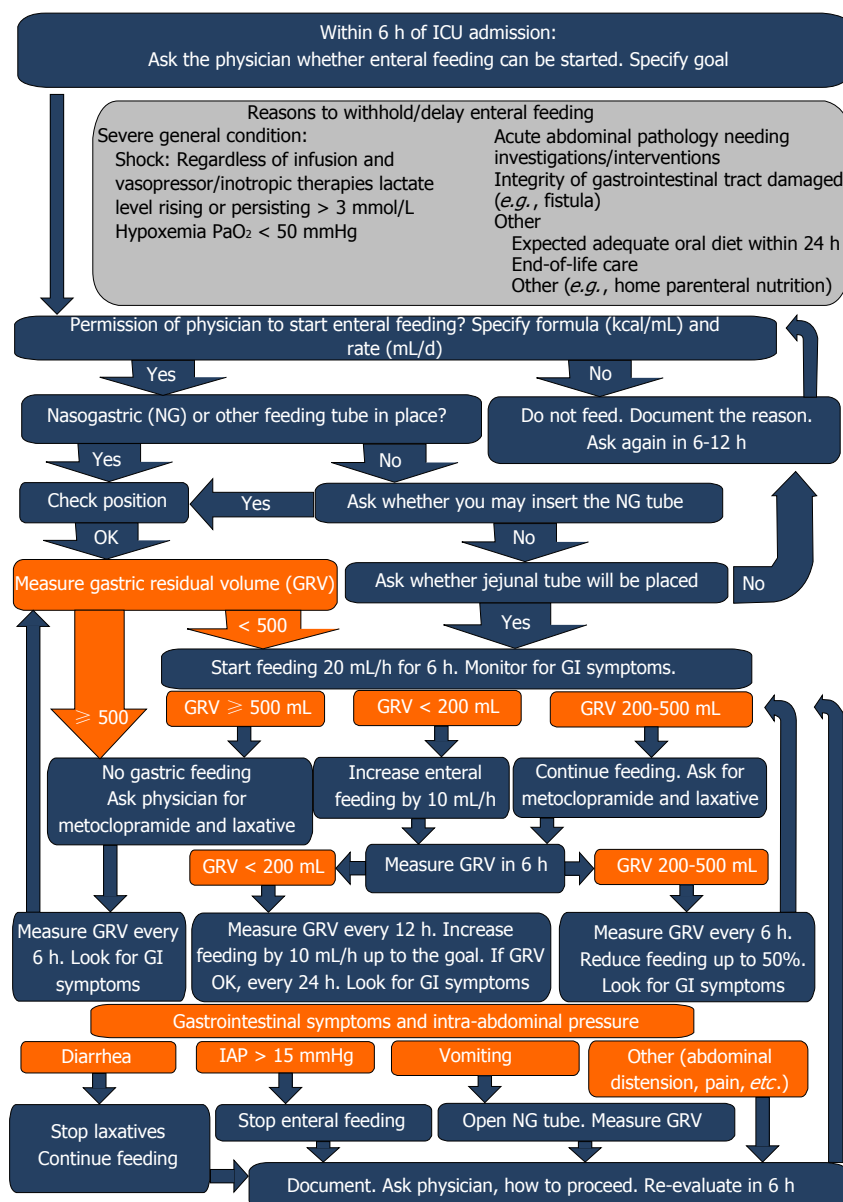 Within 6 h of ICU admission:
Ask the physician whether enteral feeding can be started. Specify goal
Reasons to withhold/delay enteral feeding
Severe general condition:
Shock: Regardless of infusion and
vasopressor/inotropic therapies lactate
level rising or persisting > 3 mmol/L
Hypoxemia PaO₂ < 50 mmHg
Acute abdominal pathology needing
investigations/interventions
Integrity of gastrointestinal tract damaged
(e.g., fistula)
Other
Expected adequate oral diet within 24 h
End-of-life care
Other (e.g., home parenteral nutrition)
Permission of physician to start enteral feeding? Specify formula (kcal/mL) and
rate (mL/d)
Yes
No
Nasogastric (NG) or other feeding tube in place?
Do not feed. Document the reason.
Ask again in 6-12 h
Yes
No
Check position
Yes
Ask whether you may insert the NG tube
OK
No
Measure gastric residual volume (GRV)
Ask whether jejunal tube will be placed
No
< 500
Yes
Start feeding 20 mL/h for 6 h. Monitor for GI symptoms.
⩾ 500
GRV ⩾ 500 mL
GRV < 200 mL
GRV 200-500 mL
No gastric feeding
Ask physician for
metoclopramide and laxative
Increase enteral
feeding by 10 mL/h
Continue feeding. Ask for
metoclopramide and laxative
GRV < 200 mL
Measure GRV in 6 h
GRV 200-500 mL
Measure GRV every
6 h. Look for GI
symptoms
Measure GRV every 12 h. Increase
feeding by 10 mL/h up to the goal. If GRV
OK, every 24 h. Look for GI symptoms
Measure GRV every 6 h.
Reduce feeding up to 50%.
Look for GI symptoms
Gastrointestinal symptoms and intra-abdominal pressure
Diarrhea
IAP > 15 mmHg
Vomiting
Other (abdominal
distension, pain, etc.)
Stop laxatives
Continue feeding
Stop enteral feeding
Open NG tube. Measure GRV
Document. Ask physician, how to proceed. Re-evaluate in 6 h